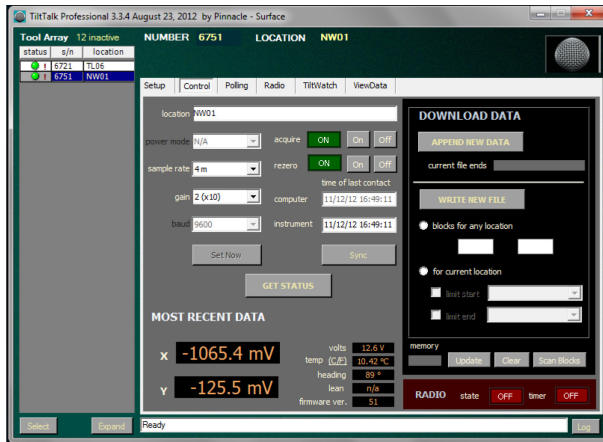 TiltTalk Professional 3.3.4 August 23, 2012 by Pinnacle - Surface
Tool Array 12 inactive
NUMBER 6751 LOCATION NW01
status s/n location
! 6721 TL06
! 6751 NW01
Setup Control Polling Radio TiltWatch ViewData
location NW01
power mode N/A
acquire ON On Off
sample rate 4 m
rezero ON On Off
time of last contact
gain 2 (x10)
computer 11/12/12 16:49:11
baud 9600
instrument 11/12/12 16:49:11
Set Now Sync
GET STATUS
MOST RECENT DATA
X -1065.4 mV
Y -125.5 mV
volts 12.6 V
temp (C/F) 10.42 ºC
heading 89 º
lean n/a
firmware ver. 51
DOWNLOAD DATA
APPEND NEW DATA
current file ends
WRITE NEW FILE
blocks for any location
for current location
limit start
limit end
memory
Update Clear Scan Blocks
RADIO state OFF timer OFF
Select Expand Ready Log